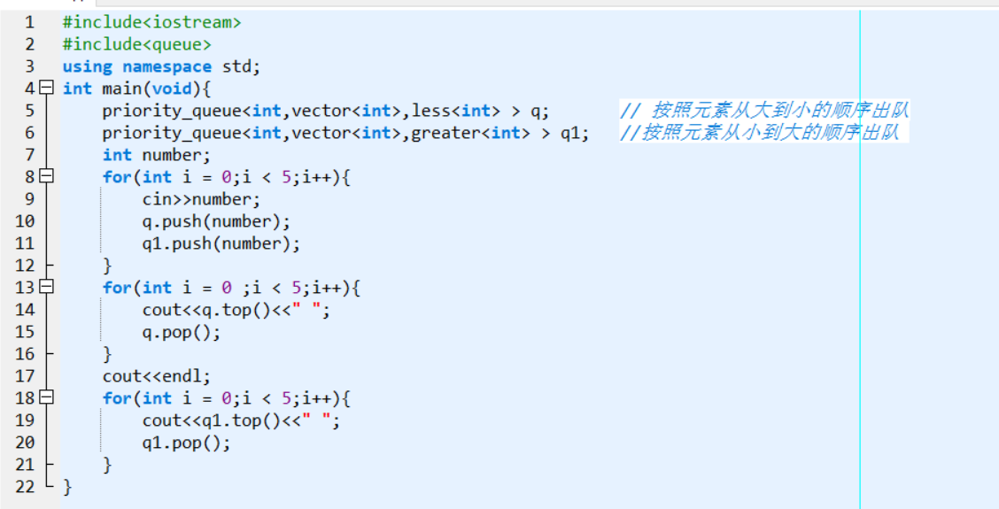 1 #include<iostream>
2 #include<queue>
3 using namespace std;
4 int main(void){
5 priority_queue<int,vector<int>,less<int> > q; // 按照元素从大到小的顺序出队
6 priority_queue<int,vector<int>,greater<int> > q1; //按照元素从小到大的顺序出队
7 int number;
8 for(int i = 0;i < 5;i++){
9 cin>>number;
10 q.push(number);
11 q1.push(number);
12 }
13 for(int i = 0 ;i < 5;i++){
14 cout<<q.top()<<" ";
15 q.pop();
16 }
17 cout<<endl;
18 for(int i = 0;i < 5;i++){
19 cout<<q1.top()<<" ";
20 q1.pop();
21 }
22 }